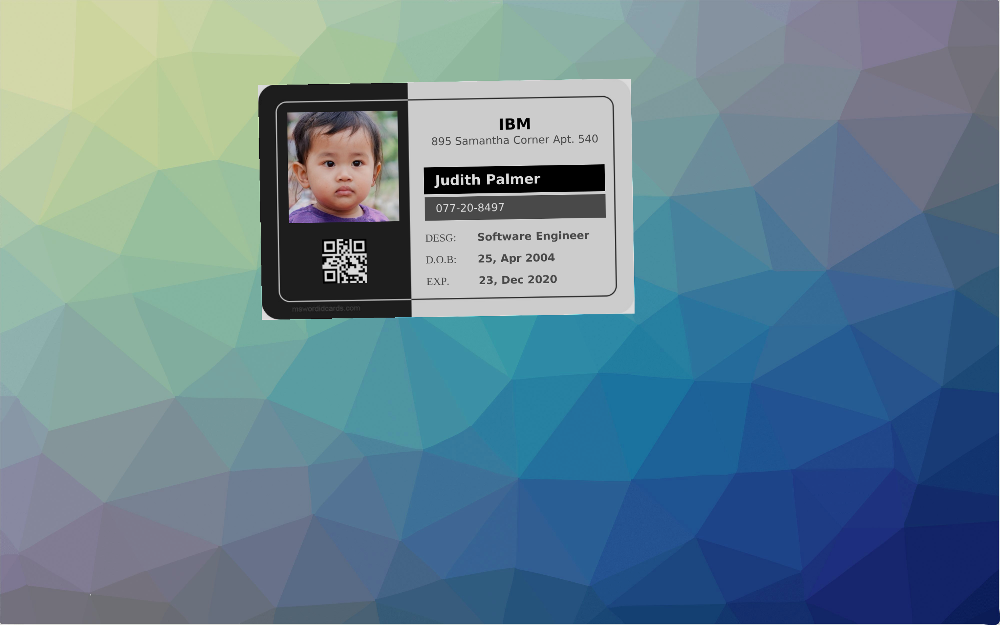 IBM
895 Samantha Corner Apt. 540
Judith Palmer
077-20-8497
DESG: Software Engineer
D.O.B: 25, Apr 2004
EXP. 23, Dec 2020